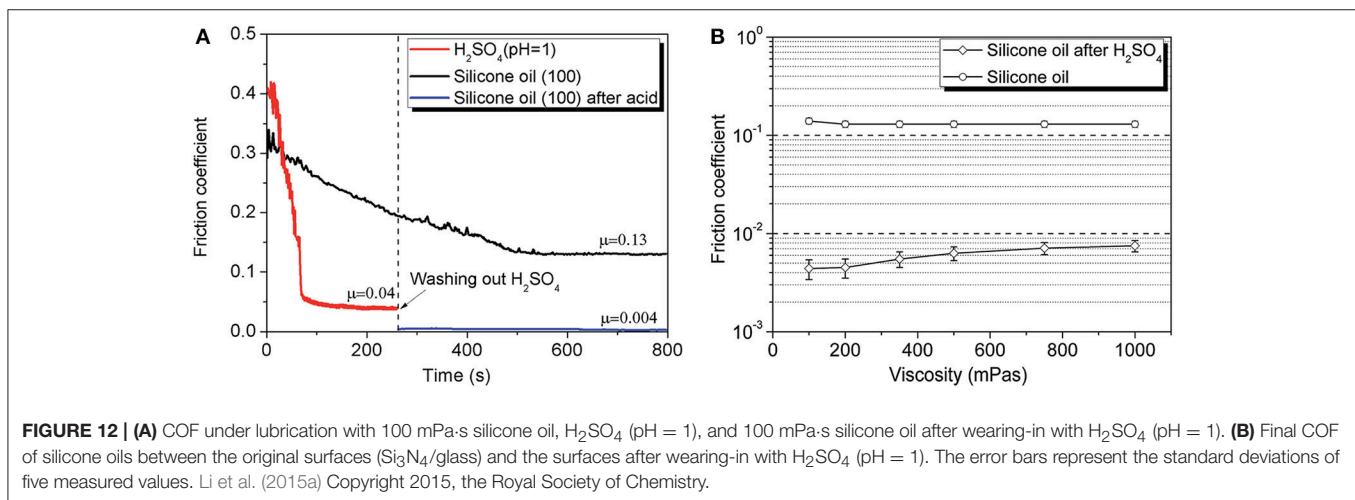 A
0.5
0.4
0.3
0.2
0.1
0.0
Friction coefficient
H₂SO₄(pH=1)
Silicone oil (100)
Silicone oil (100) after acid
μ=0.13
μ=0.04
Washing out H₂SO₄
μ=0.004
0 200 400 600 800
Time (s)
B
10⁰
10⁻¹
10⁻²
10⁻³
Friction coefficient
Silicone oil after H₂SO₄
Silicone oil
0 200 400 600 800 1000
Viscosity (mPas)
FIGURE 12 | (A) COF under lubrication with 100 mPa·s silicone oil, H₂SO₄ (pH = 1), and 100 mPa·s silicone oil after wearing-in with H₂SO₄ (pH = 1). (B) Final COF
of silicone oils between the original surfaces (Si₃N₄/glass) and the surfaces after wearing-in with H₂SO₄ (pH = 1). The error bars represent the standard deviations of
five measured values. Li et al. (2015a) Copyright 2015, the Royal Society of Chemistry.